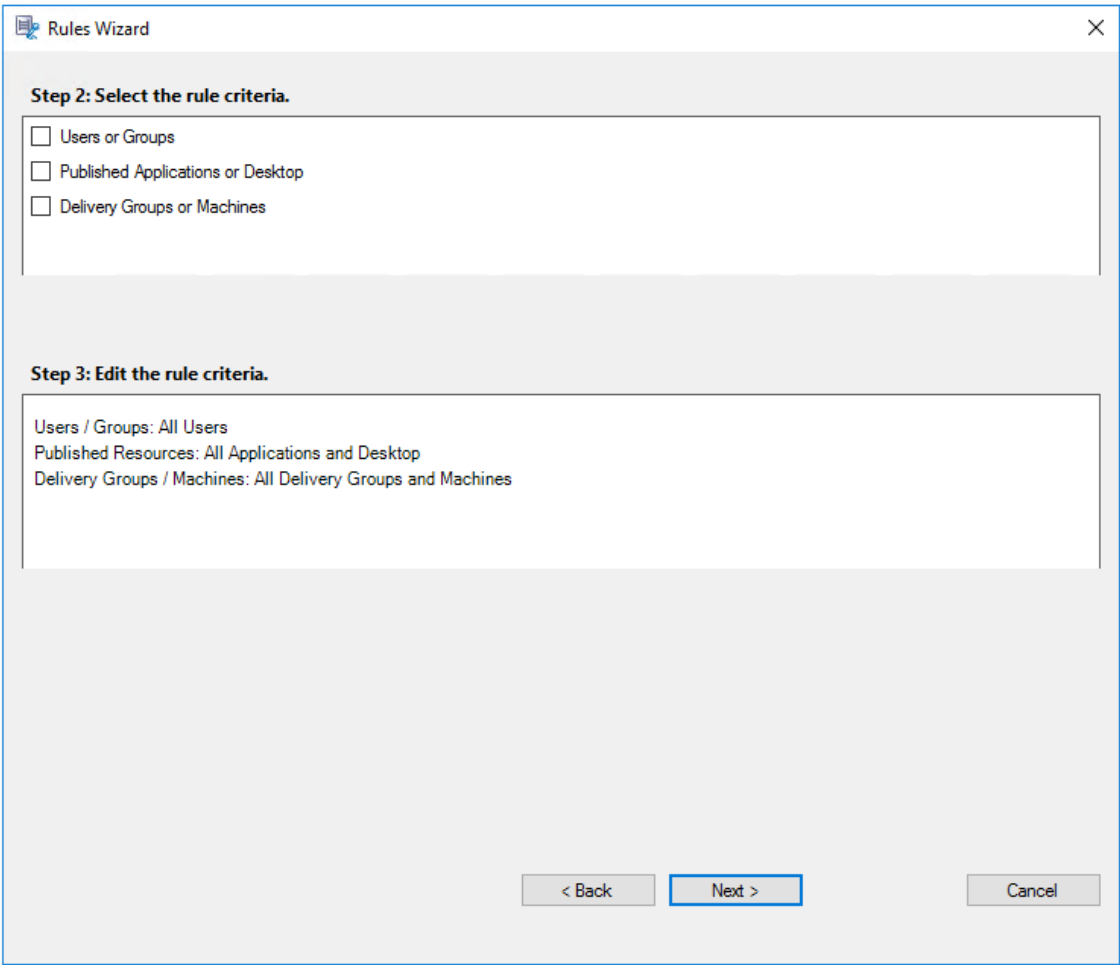 Rules Wizard
Step 2: Select the rule criteria.
Users or Groups
Published Applications or Desktop
Delivery Groups or Machines
Step 3: Edit the rule criteria.
Users / Groups: All Users
Published Resources: All Applications and Desktop
Delivery Groups / Machines: All Delivery Groups and Machines
< Back Next > Cancel